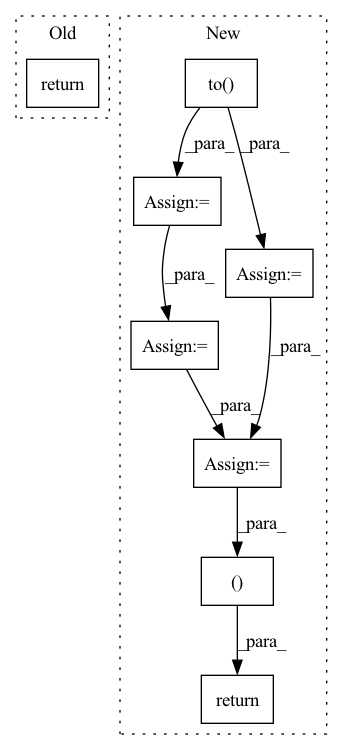 Old
New
return
to()
_para_
_para_
Assign:=
Assign:=
_para_
_para_
Assign:=
_para_
Assign:=
_para_
()
_para_
return